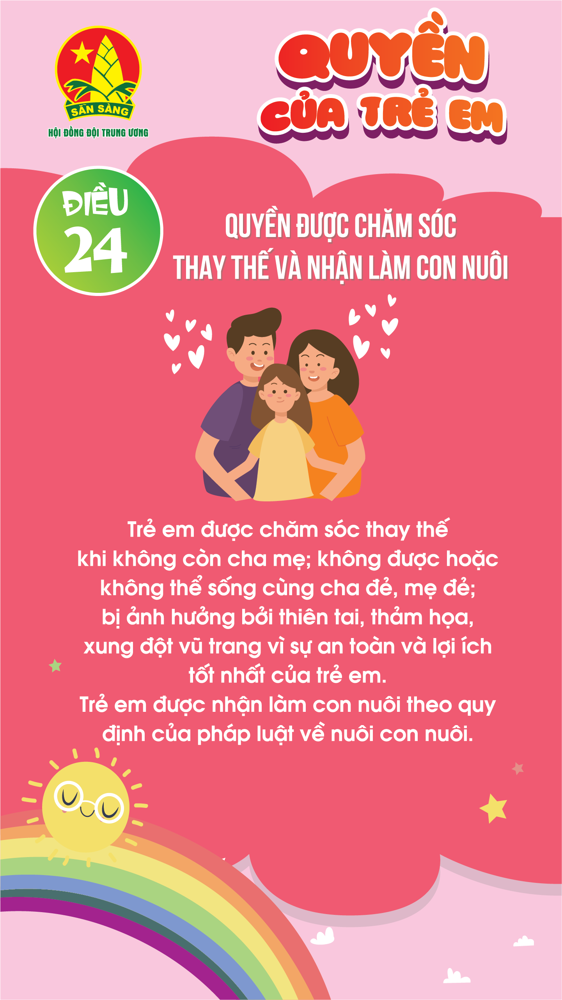 SẴN SÀNG
HỘI ĐỒNG ĐỘI TRUNG ƯƠNG
QUYỀN
CỦA TRẺ EM
ĐIỀU
24
QUYỀN ĐƯỢC CHĂM SÓC
THAY THẾ VÀ NHẬN LÀM CON NUÔI
Trẻ em được chăm sóc thay thế
khi không còn cha mẹ; không được hoặc
không thể sống cùng cha đẻ, mẹ đẻ;
bị ảnh hưởng bởi thiên tai, thảm họa,
xung đột vũ trang vì sự an toàn và lợi ích
tốt nhất của trẻ em.
Trẻ em được nhận làm con nuôi theo quy
định của pháp luật về nuôi con nuôi.